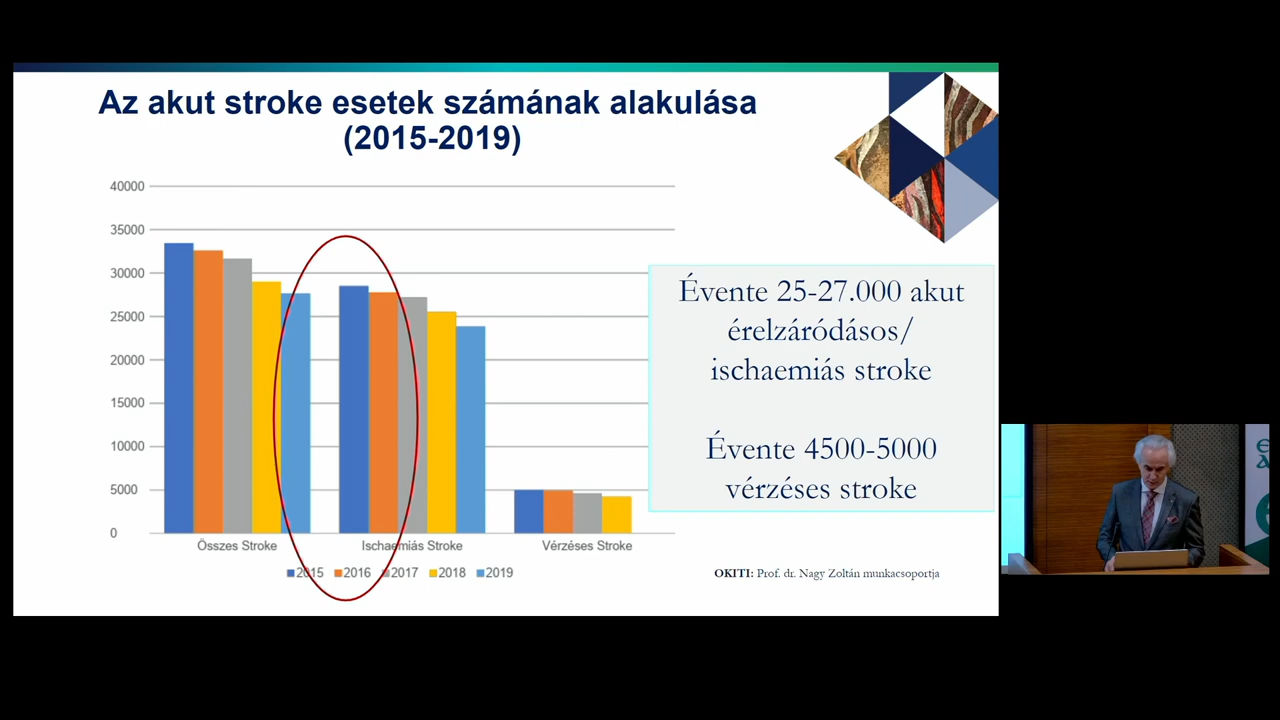 Az akut stroke esetek számának alakulása
(2015-2019)
40000
35000
30000
25000
20000
15000
10000
5000
0
Összes Stroke
Ischaemiás Stroke
Vérzéses Stroke
2015 2016 2017 2018 2019
Évente 25-27.000 akut
érelzáródásos/
ischaemiás stroke
Évente 4500-5000
vérzéses stroke
OKITI: Prof. dr. Nagy Zoltán munkacsoportja